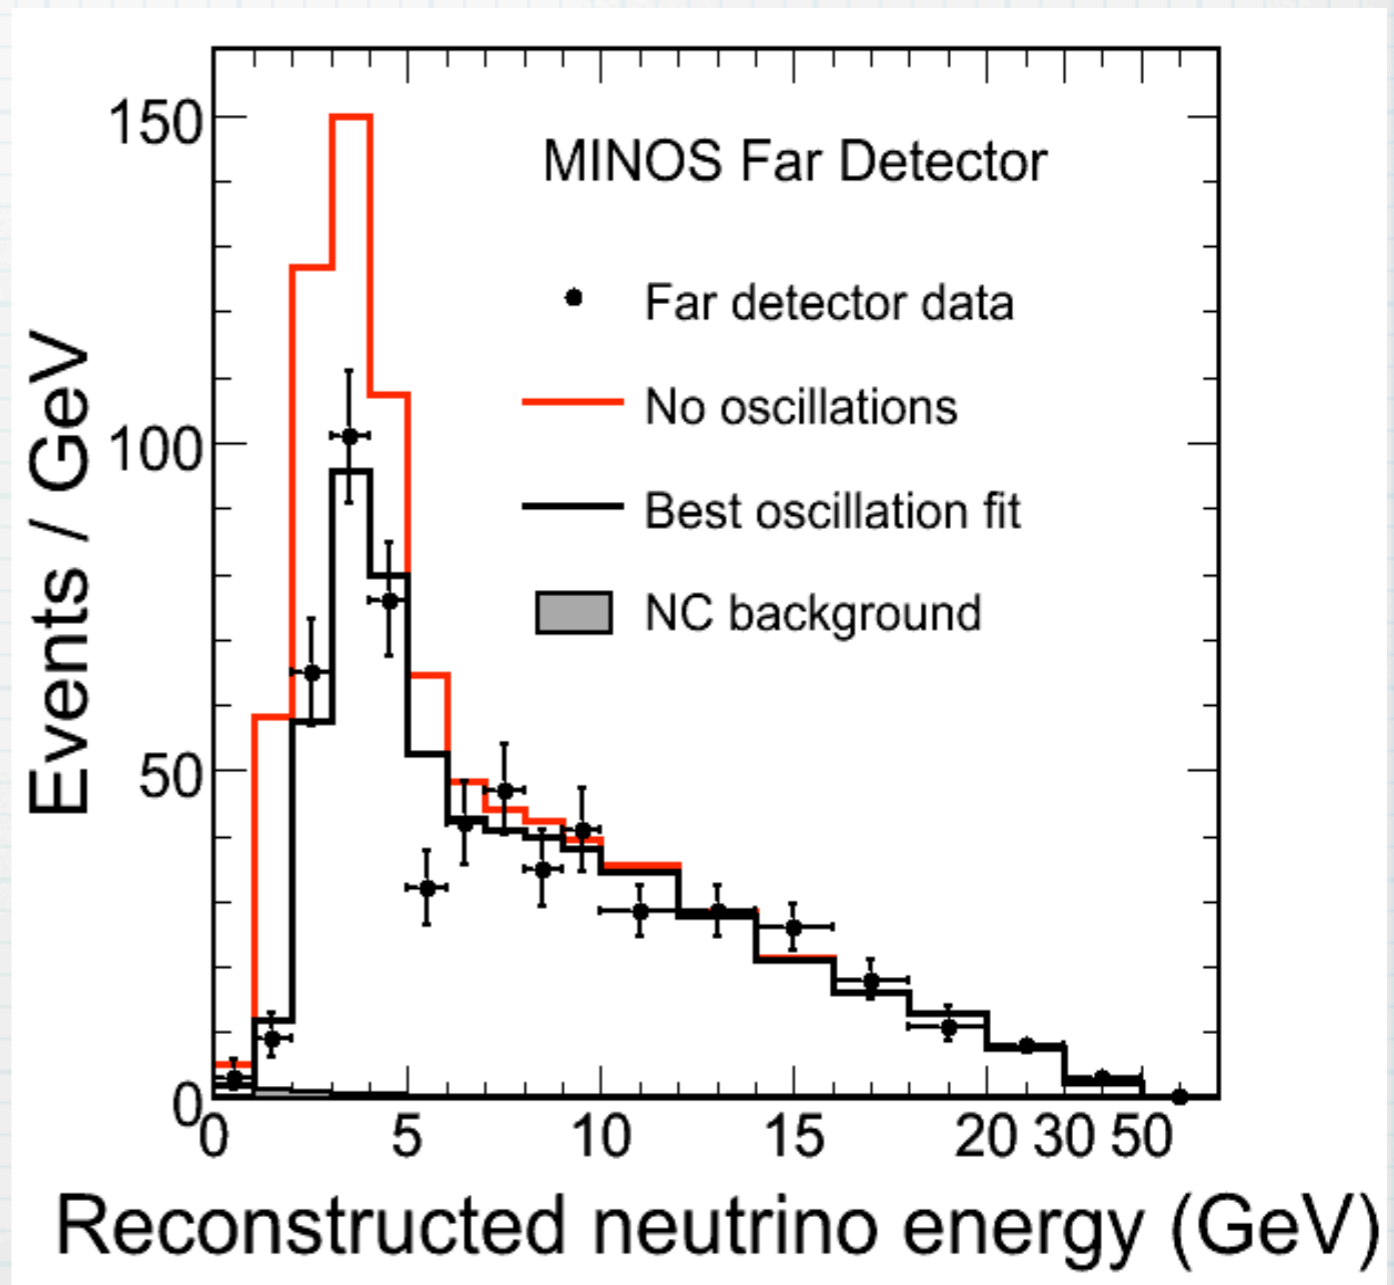 150
100
50
0
Events / GeV
MINOS Far Detector
Far detector data
No oscillations
Best oscillation fit
NC background
0 5 10 15 20 30 50
Reconstructed neutrino energy (GeV)